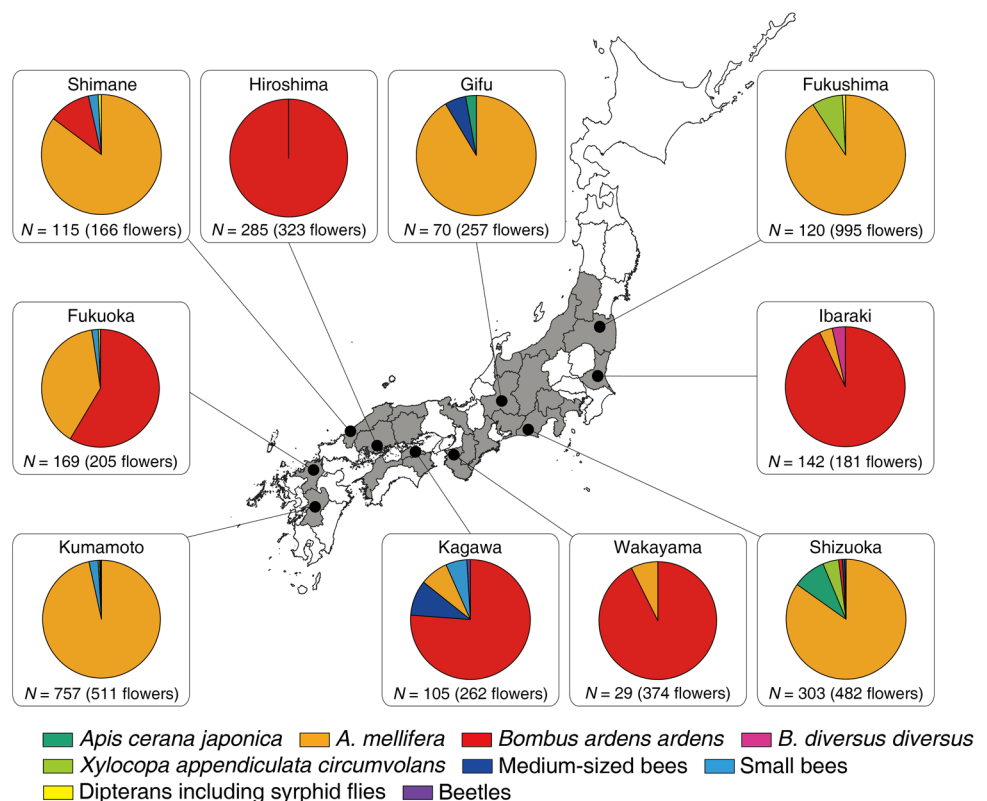 Shimane
N = 115 (166 flowers)
Hiroshima
N = 285 (323 flowers)
Gifu
N = 70 (257 flowers)
Fukushima
N = 120 (995 flowers)
Fukuoka
N = 169 (205 flowers)
Ibaraki
N = 142 (181 flowers)
Kumamoto
N = 757 (511 flowers)
Kagawa
N = 105 (262 flowers)
Wakayama
N = 29 (374 flowers)
Shizuoka
N = 303 (482 flowers)
Apis cerana japonica A. mellifera Bombus ardens ardens B. diversus diversus
Xylocopa appendiculata circumvolans Medium-sized bees Small bees
Dipterans including syrphid flies Beetles